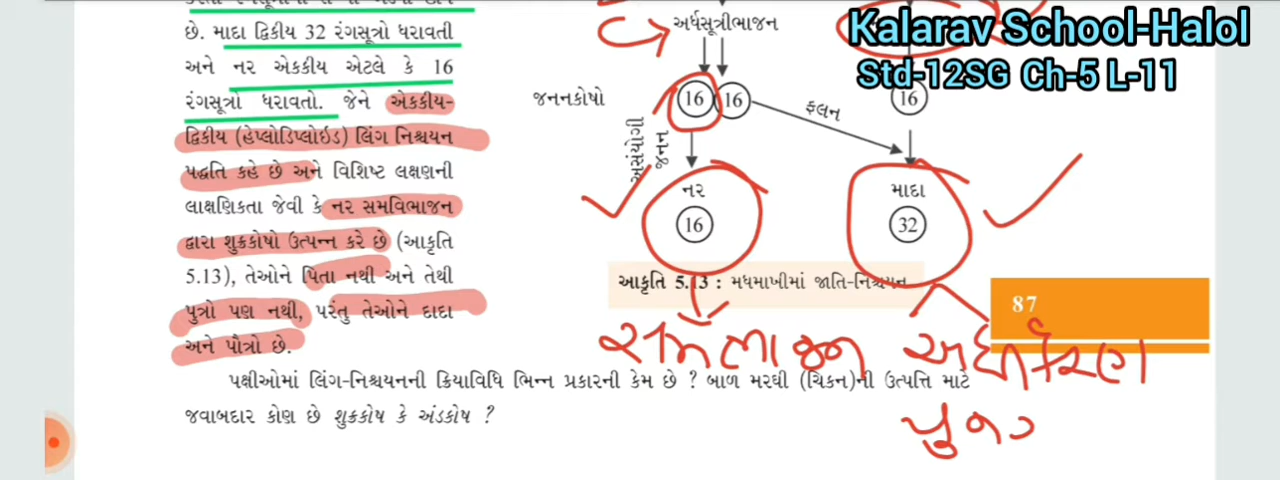 છે. માદા દ્વિકીય 32 રંગસૂત્રો ધરાવતી
અને નર એકકીય એટલે કે 16
રંગસૂત્રો ધરાવતો. જેને એકકીય-
દ્વિકીય (હેપ્લોડિપ્લોઇડ) લિંગ નિશ્ચયન
પદ્ધતિ કહે છે અને વિશિષ્ટ લક્ષણની
લાક્ષણિકતા જેવી કે નર સમવિભાજન
દ્વારા શુક્રકોષો ઉત્પન્ન કરે છે (આકૃતિ
5.13), તેઓને પિતા નથી અને તેથી
પુત્રો પણ નથી, પરંતુ તેઓને દાદા
અને પૌત્રો છે.
અર્ધસૂત્રીભાજન
Kalarav School-Halol
Std-12SG Ch-5 L-11
જનનકોષો
16 16 16
ફલન
અસંયોગી
જનન
નર માદા
16 32
આકૃતિ 5.13 : મધમાખીમાં જાતિ-નિશ્ચયન
87
પક્ષીઓમાં લિંગ-નિશ્ચયનની ક્રિયાવિધિ ભિન્ન પ્રકારની કેમ છે ? બાળ મરઘી (ચિકન)ની ઉત્પત્તિ માટે
જવાબદાર કોણ છે શુક્રકોષ કે અંડકોષ ?